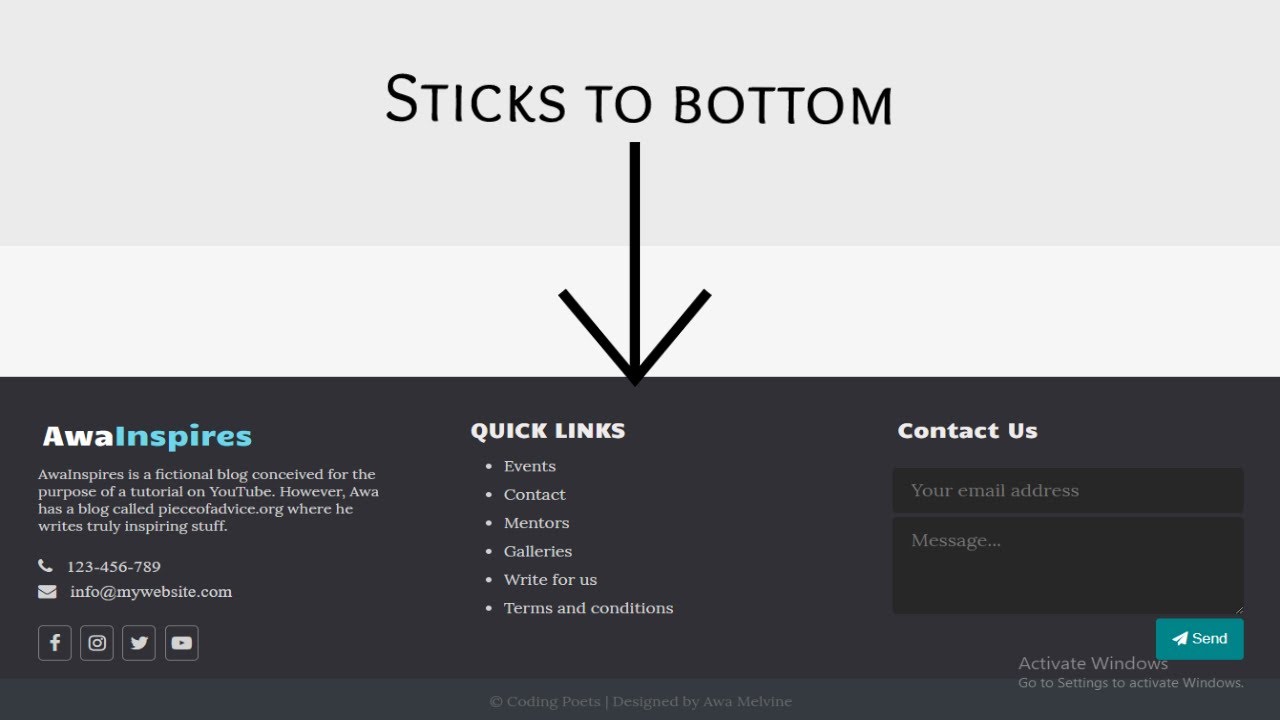 Sticks to bottom
AwaInspires
AwaInspires is a fictional blog conceived for the
purpose of a tutorial on YouTube. However, Awa
has a blog called pieceofadvice.org where he
writes truly inspiring stuff.
123-456-789
info@mywebsite.com
QUICK LINKS
Events
Contact
Mentors
Galleries
Write for us
Terms and conditions
Contact Us
Your email address
Message...
Send
Activate Windows
Go to Settings to activate Windows.
© Coding Poets | Designed by Awa Melvine